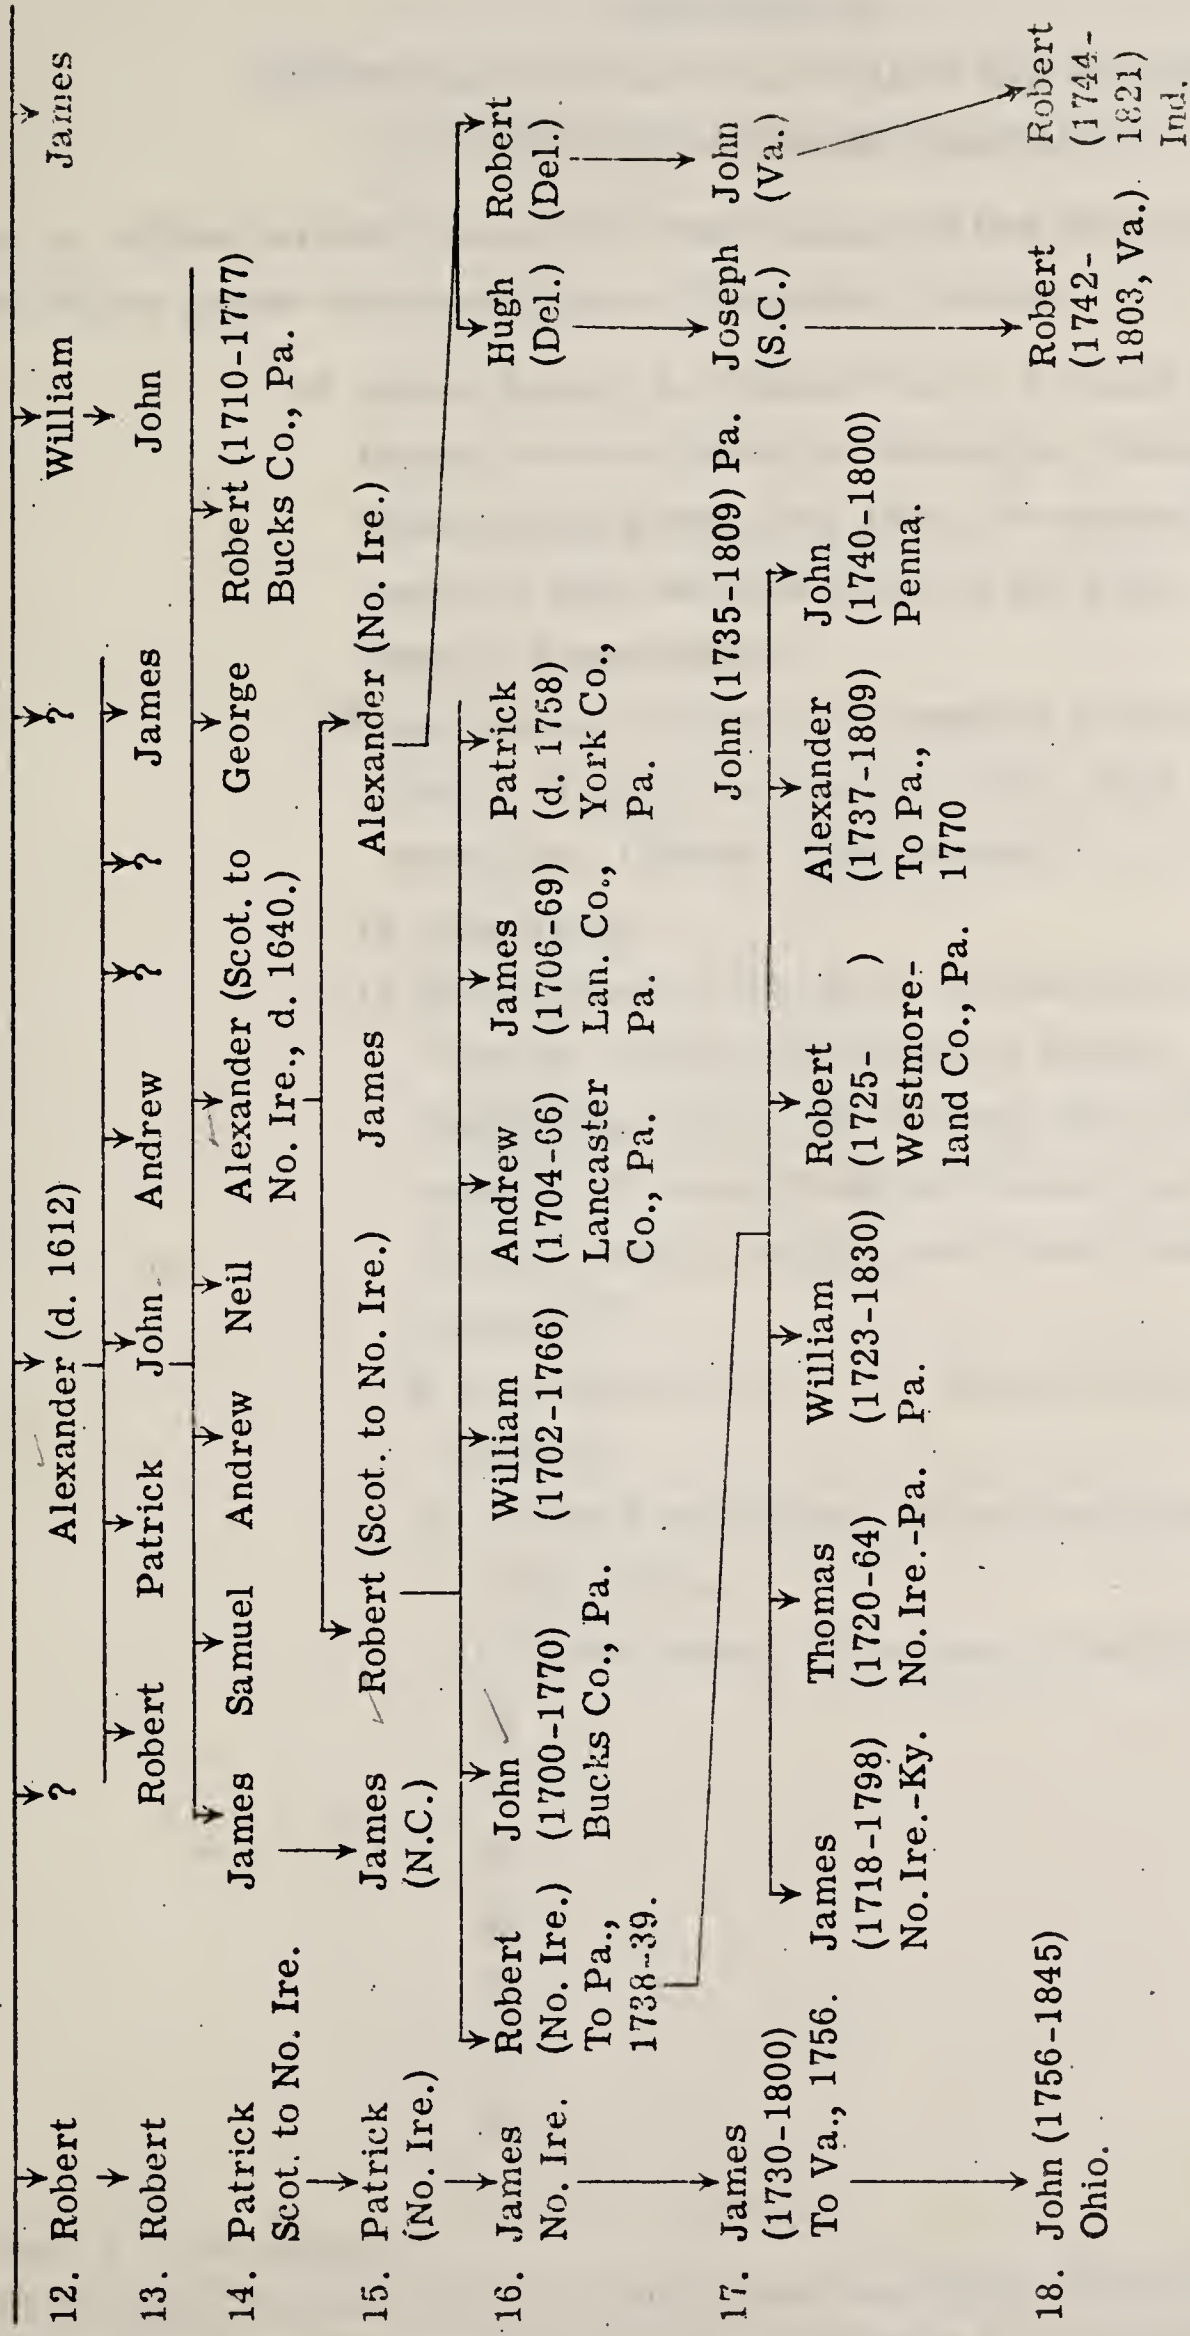 12. Robert ? Alexander (d. 1612) ? William James
13. Robert Robert Patrick John Andrew ? ? James John
14. Patrick James Samuel Andrew Neil Alexander (Scot. to George Robert (1710-1777)
Scot. to No. Ire. No. Ire., d. 1640.) Bucks Co., Pa.
15. Patrick James Robert (Scot. to No. Ire.) James Alexander (No. Ire.)
(No. Ire.) (N.C.)
16. James Robert John William Andrew James Patrick Hugh Robert
No. Ire. (No. Ire.) (1700-1770) (1702-1766) (1704-66) (1706-69) (d. 1758) (Del.) (Del.)
To Pa., Bucks Co., Pa. Lancaster Lan. Co., York Co.,
1738-39. Co., Pa. Pa. Pa.
17. James John (1735-1809) Pa. Joseph John
(1730-1800) (S.C.) (Va.)
To Va., 1756. James Thomas William Robert Alexander John
(1718-1798) (1720-64) (1723-1830) (1725- ) (1737-1809) (1740-1800)
No. Ire.-Ky. No. Ire.-Pa. Pa. Westmore- To Pa., Penna.
land Co., Pa. 1770
18. John (1756-1845) Robert Robert
Ohio. (1742- (1744-
1803, Va.) 1821)
Ind.